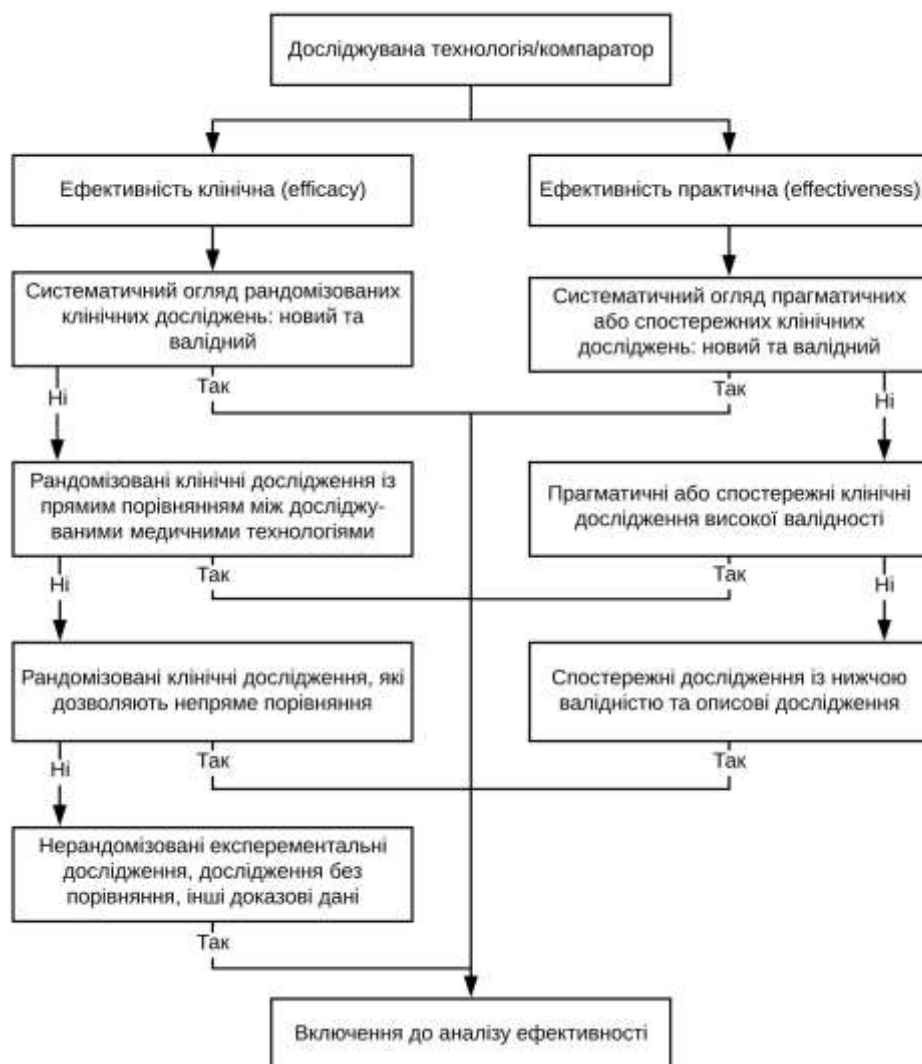 Досліджувана технологія/компаратор
Ефективність клінічна (efficacy)
Ефективність практична (effectiveness)
Систематичний огляд рандомізованих
клінічних досліджень: новий та
валідний
Систематичний огляд прагматичних
або спостережних клінічних
досліджень: новий та валідний
Ні
Так
Так
Ні
Рандомізовані клінічні дослідження із
прямим порівнянням між досліджу-
ваними медичними технологіями
Прагматичні або спостережні клінічні
дослідження високої валідності
Ні
Так
Так
Ні
Рандомізовані клінічні дослідження, які
дозволяють непряме порівняння
Спостережні дослідження із нижчою
валідністю та описові дослідження
Ні
Так
Так
Нерандомізовані експерементальні
дослідження, дослідження без
порівняння, інші доказові дані
Так
Включення до аналізу ефективності